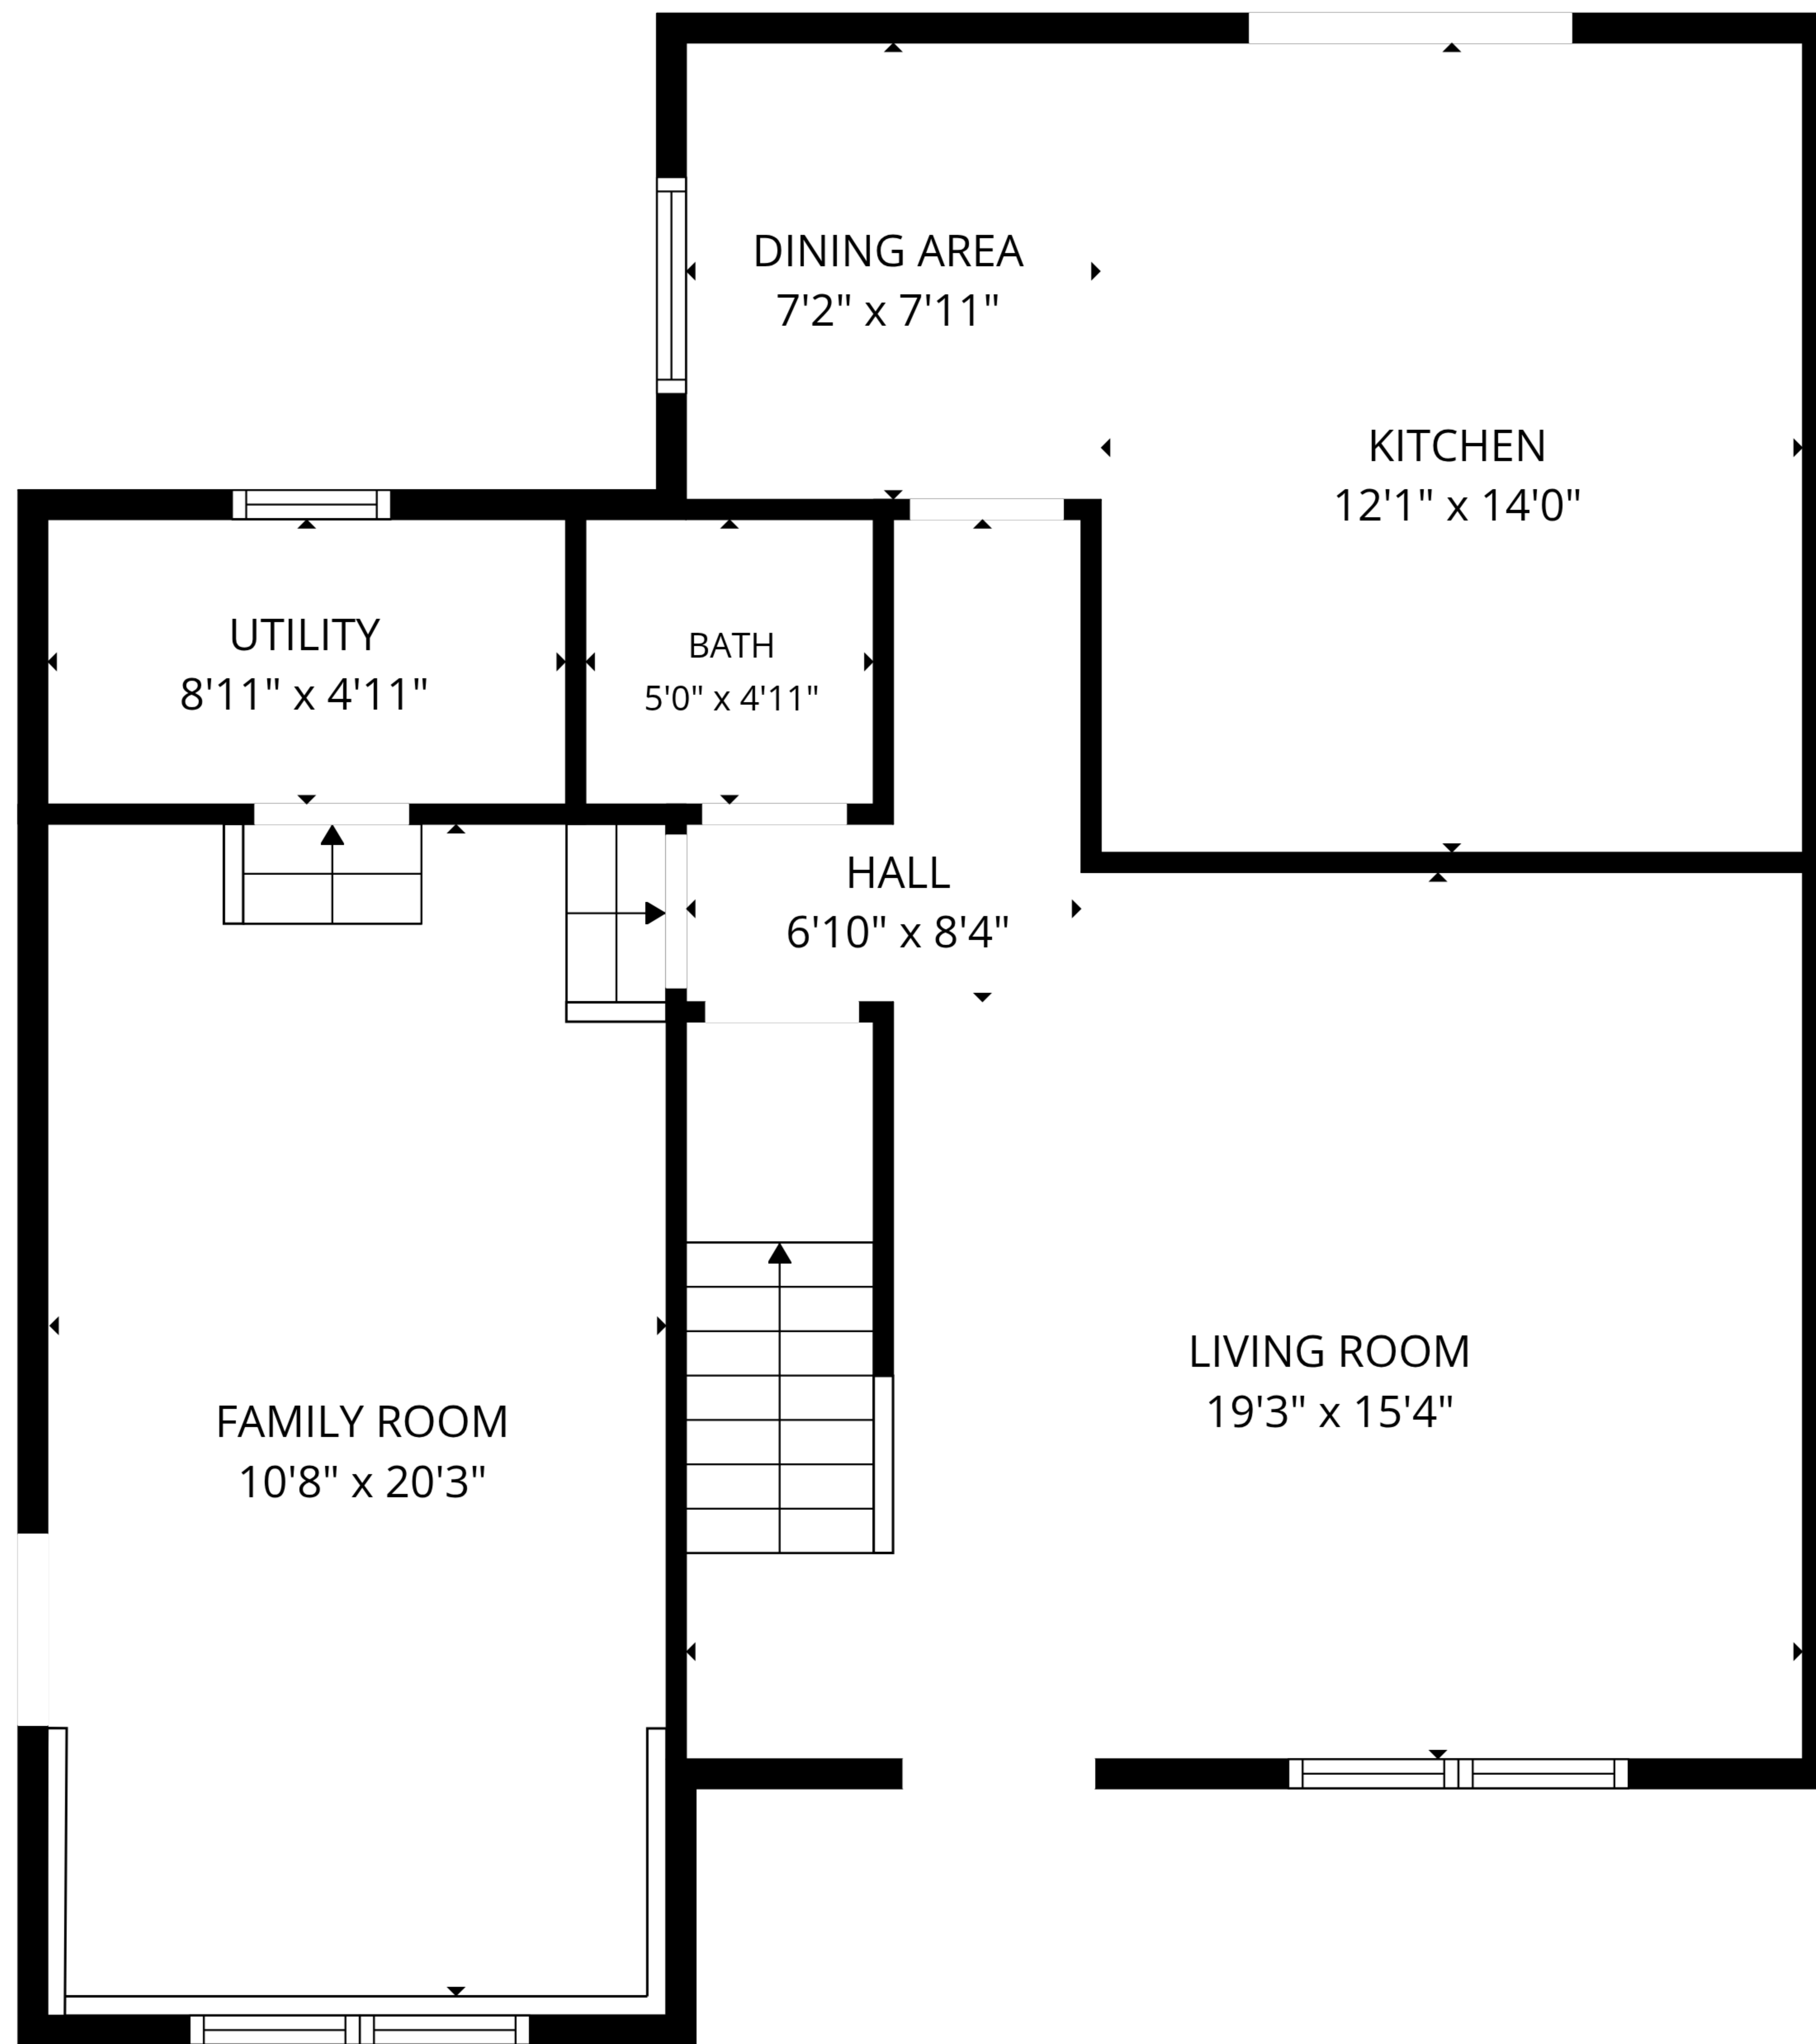 DINING AREA
7'2" x 7'11"
KITCHEN
12'1" x 14'0"
UTILITY
8'11" x 4'11"
BATH
5'0" x 4'11"
HALL
6'10" x 8'4"
LIVING ROOM
19'3" x 15'4"
FAMILY ROOM
10'8" x 20'3"